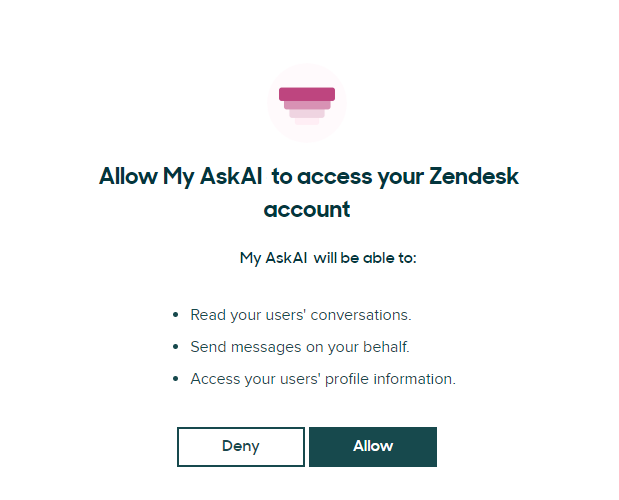 Allow My AskAI to access your Zendesk
account
My AskAI will be able to:
Read your users' conversations.
Send messages on your behalf.
Access your users' profile information.
Deny Allow